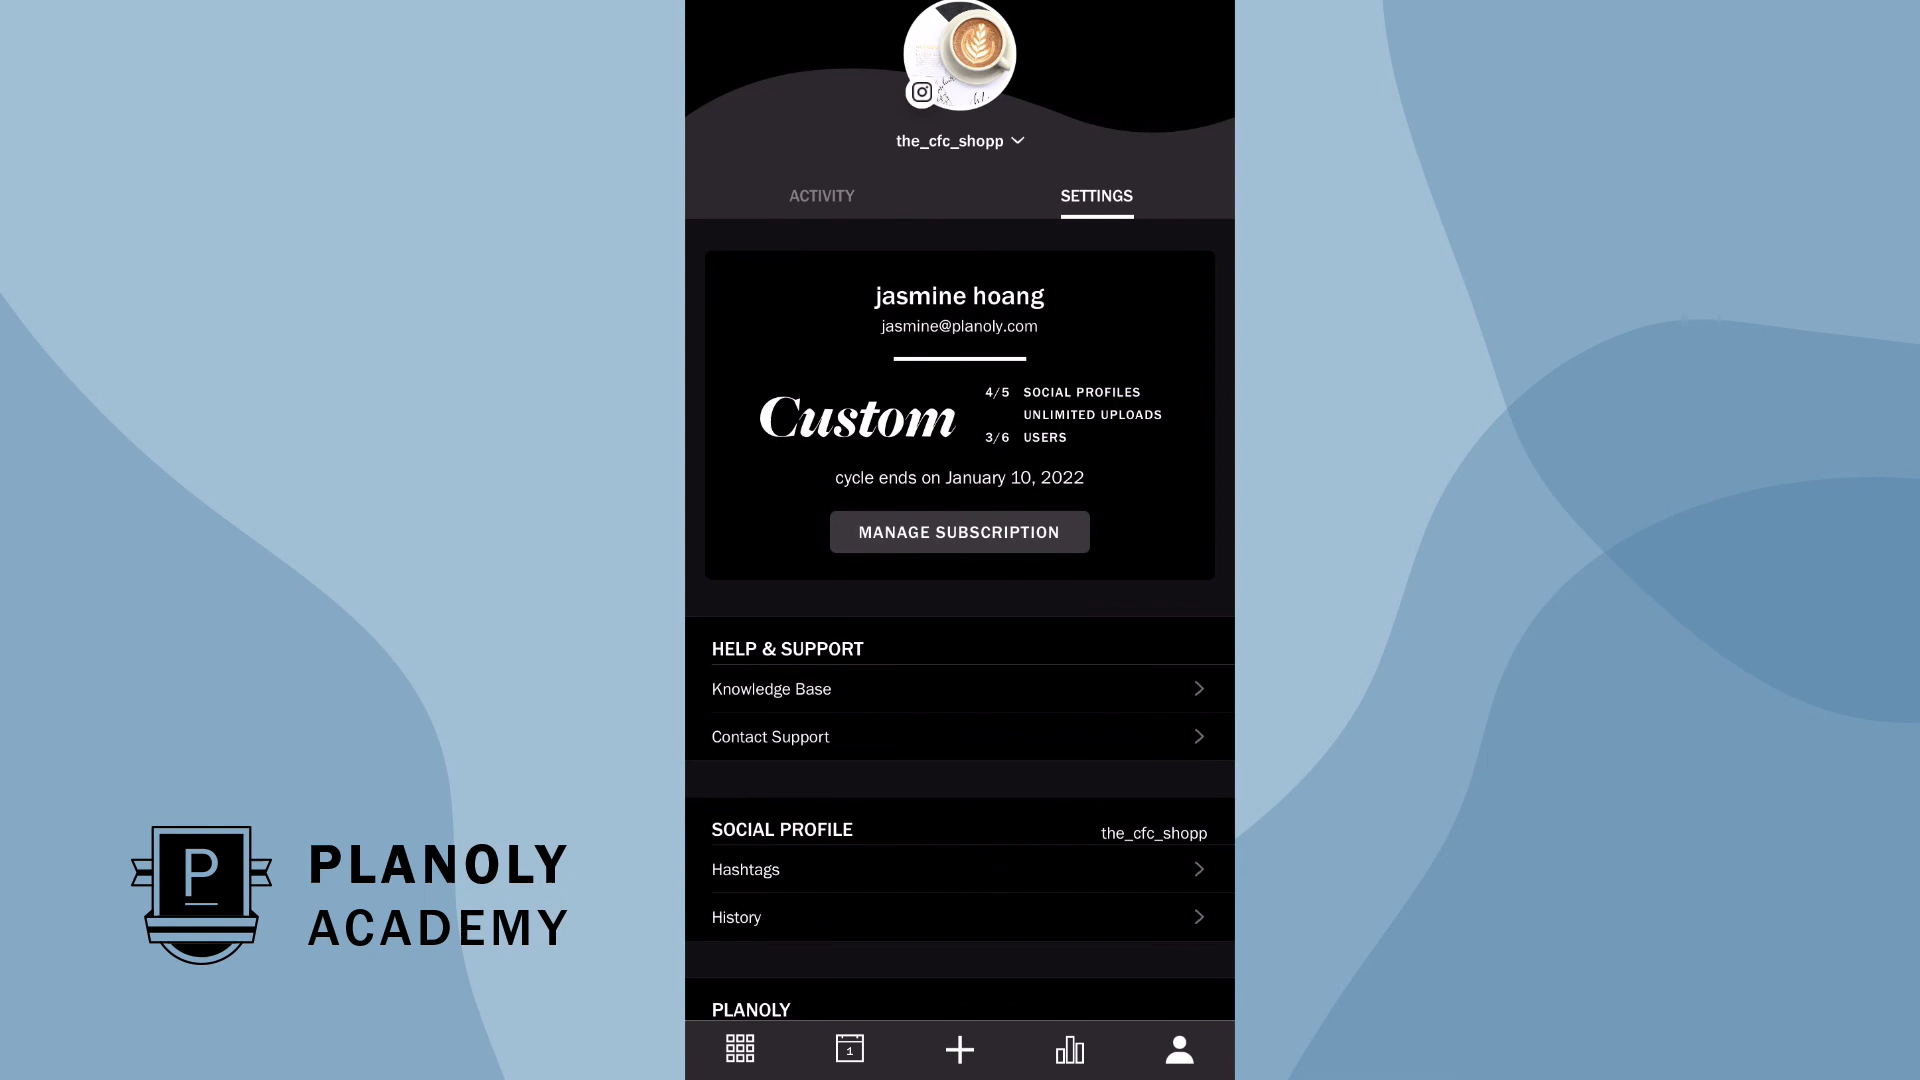 the_cfc_shopp
ACTIVITY
SETTINGS
jasmine hoang
jasmine@planoly.com
Custom
4/5 SOCIAL PROFILES
UNLIMITED UPLOADS
3/6 USERS
cycle ends on January 10, 2022
MANAGE SUBSCRIPTION
HELP & SUPPORT
Knowledge Base
Contact Support
SOCIAL PROFILE
the_cfc_shopp
Hashtags
History
PLANOLY
1
P
PLANOLY
ACADEMY